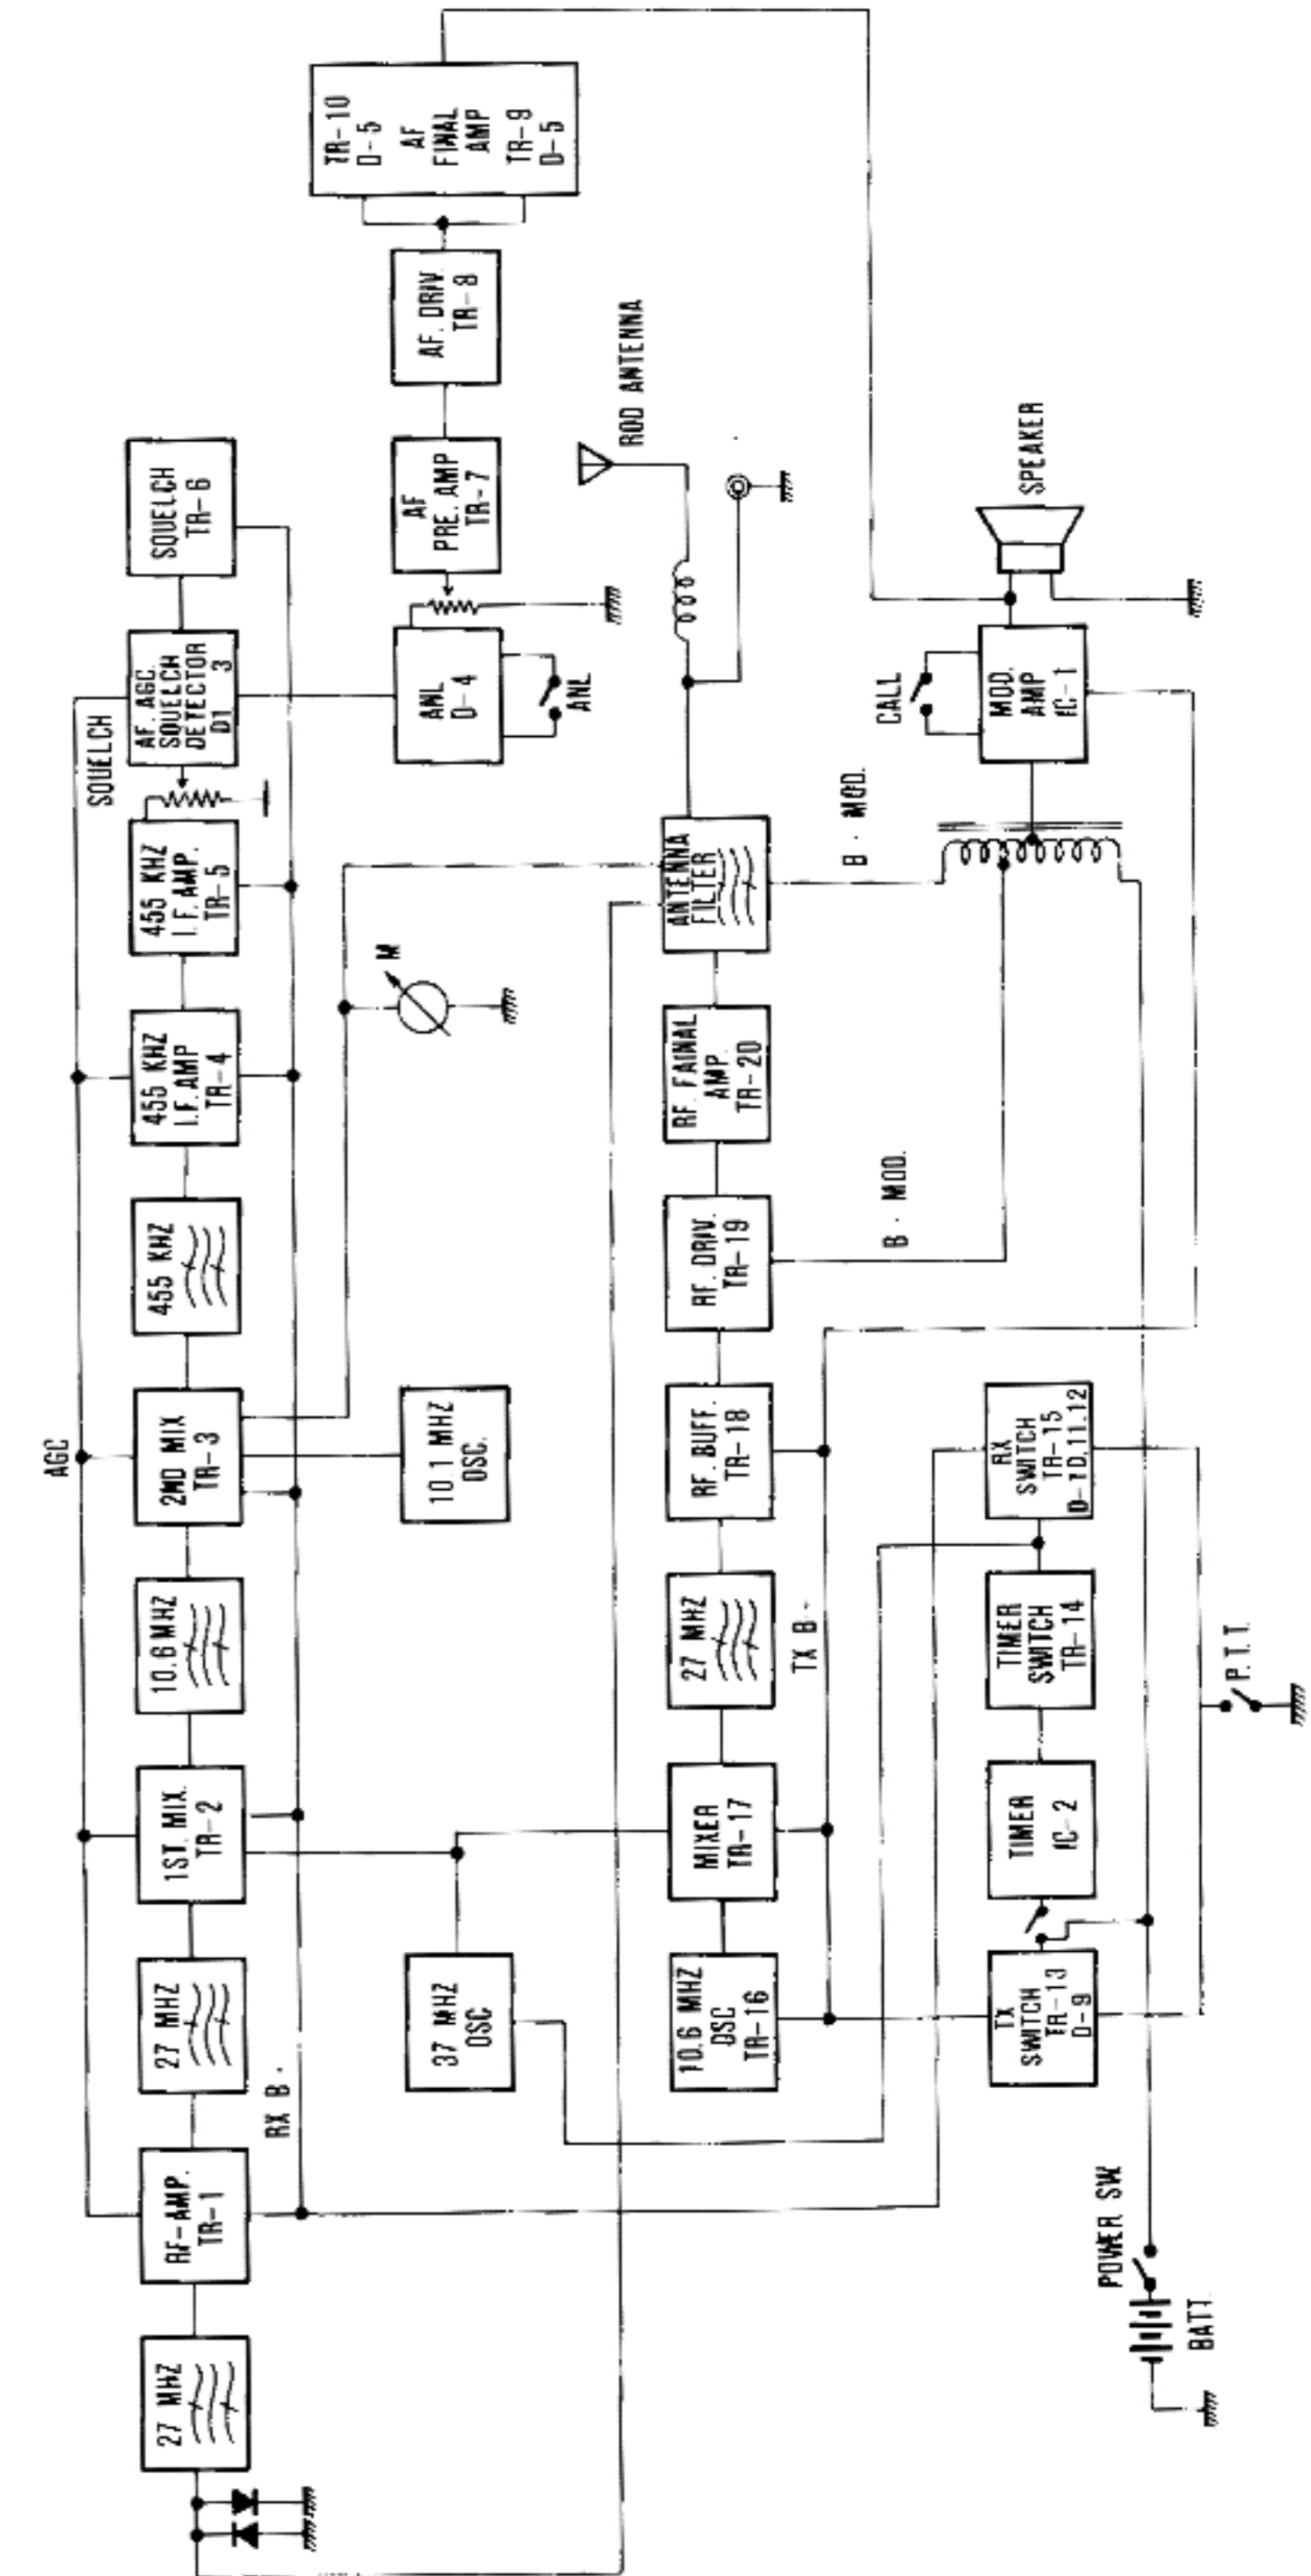 27 MHZ
RF-AMP.
TR-1
27 MHZ
1ST. MIX.
TR-2
10.6 MHZ
2ND MIX
TR-3
455 KHZ
455 KHZ
I.F. AMP
TR-4
455 KHZ
I.F. AMP.
TR-5
AF. AGC.
SQUELCH
DETECTOR
D1 3
SQUELCH
TR-6
AGC
SQUELCH
RX B -
37 MHZ
OSC
10.1 MHZ
OSC.
M
ANL
D-4
ANL
AF
PRE. AMP
TR-7
AF. DRIV.
TR-8
TR-10
D-5
AF
FINAL
AMP
TR-9
D-5
ROD ANTENNA
10.6 MHZ
OSC
TR-16
MIXER
TR-17
27 MHZ
RF. BUFF.
TR-18
RF. DRIV.
TR-19
RF. FAINAL
AMP.
TR-20
ANTENNA
FILTER
TX B -
B - MOD.
B - MOD.
CALL
MOD.
AMP
IC-1
SPEAKER
TX
SWITCH
TR-13
D-9
TIMER
IC-2
TIMER
SWITCH
TR-14
RX
SWITCH
TR-15
D-10.11.12
POWER SW
BATT.
P.T.T.